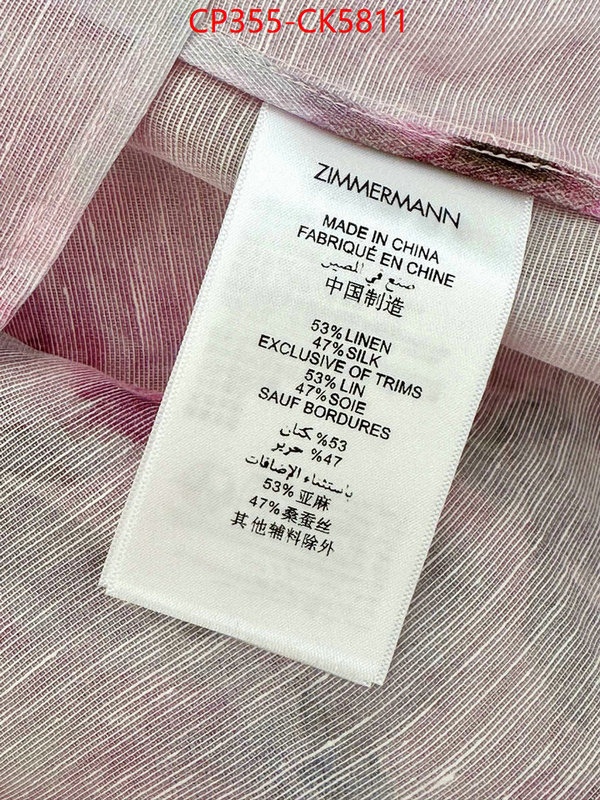 CP355-CK5811
ZIMMERMANN
MADE IN CHINA
FABRIQUÉ EN CHINE
صنع في الصين
中国制造
53% LINEN
47% SILK
EXCLUSIVE OF TRIMS
53% LIN
47% SOIE
SAUF BORDURES
53% كتان
47% حرير
باستثناء الإضافات
53% 亚麻
47% 桑蚕丝
其他辅料除外